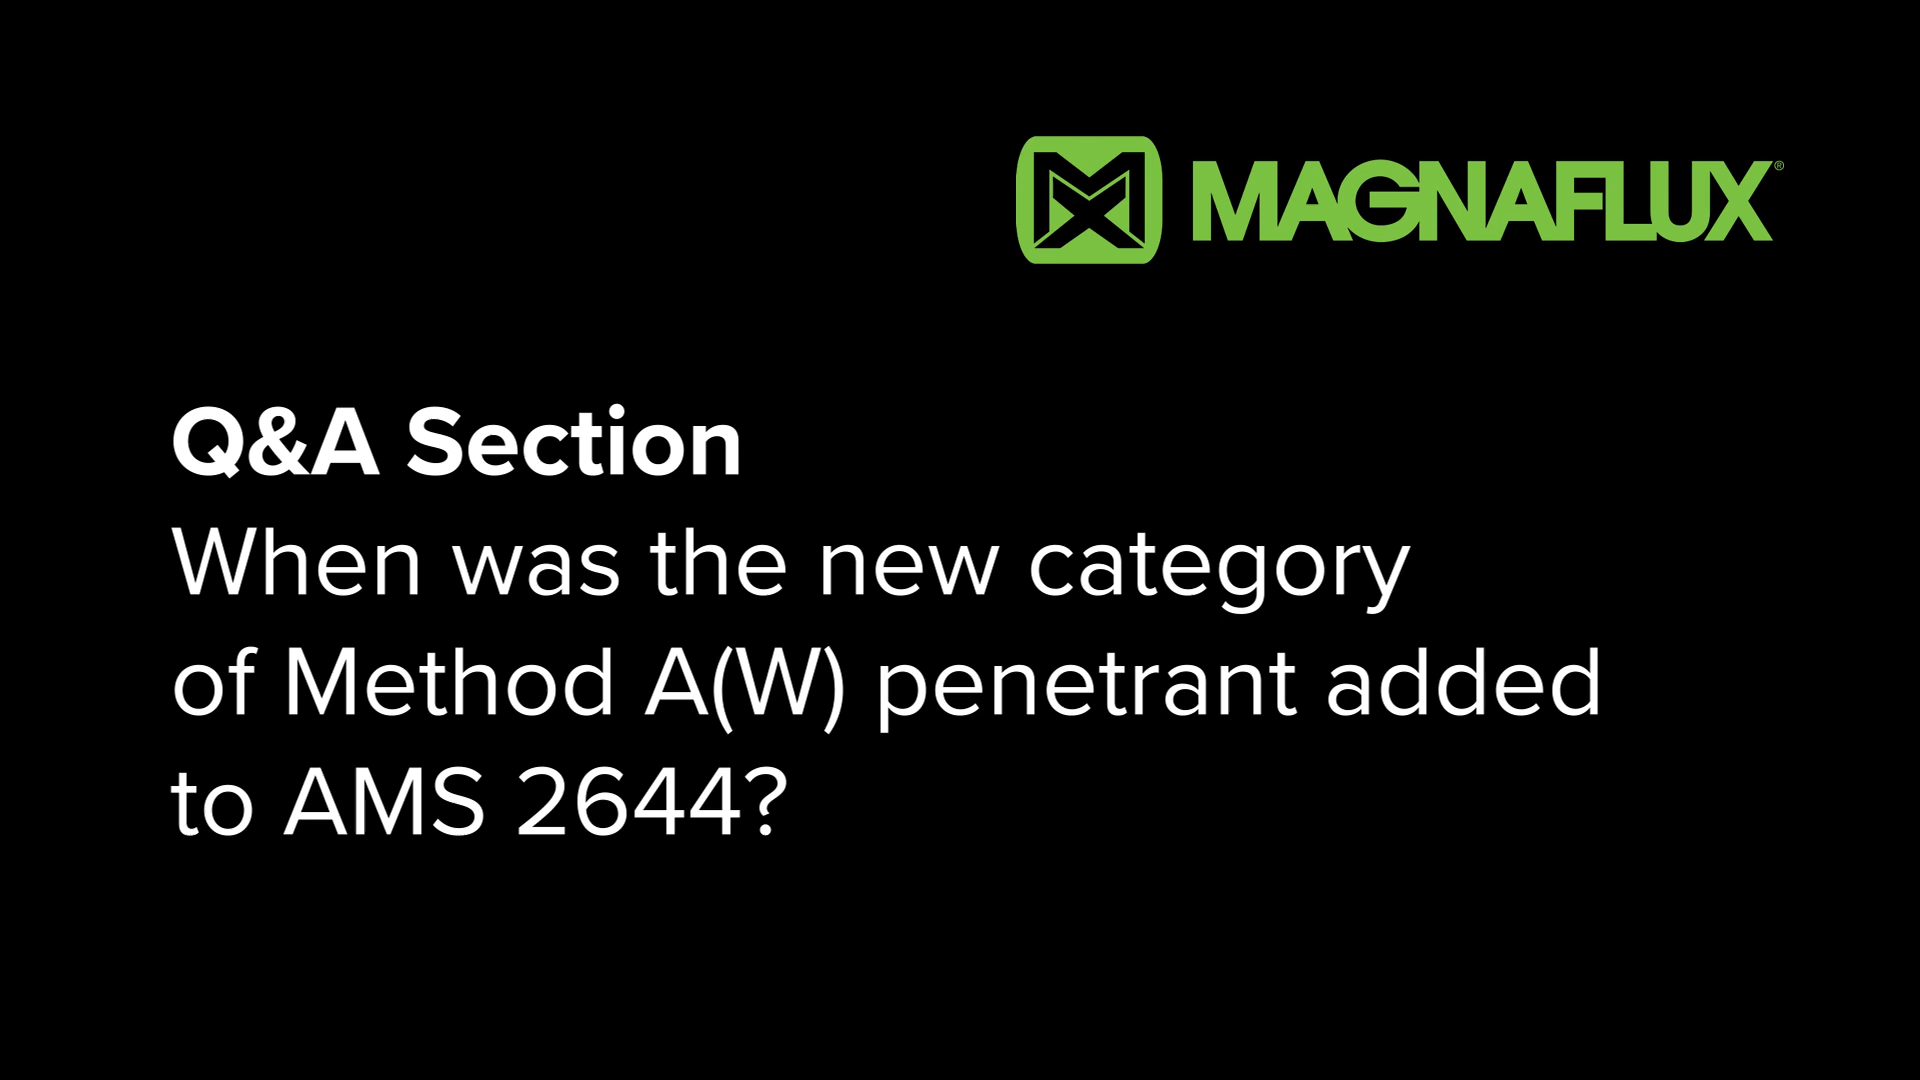 MAGNAFLUX®
Q&A Section
When was the new category
of Method A(W) penetrant added
to AMS 2644?